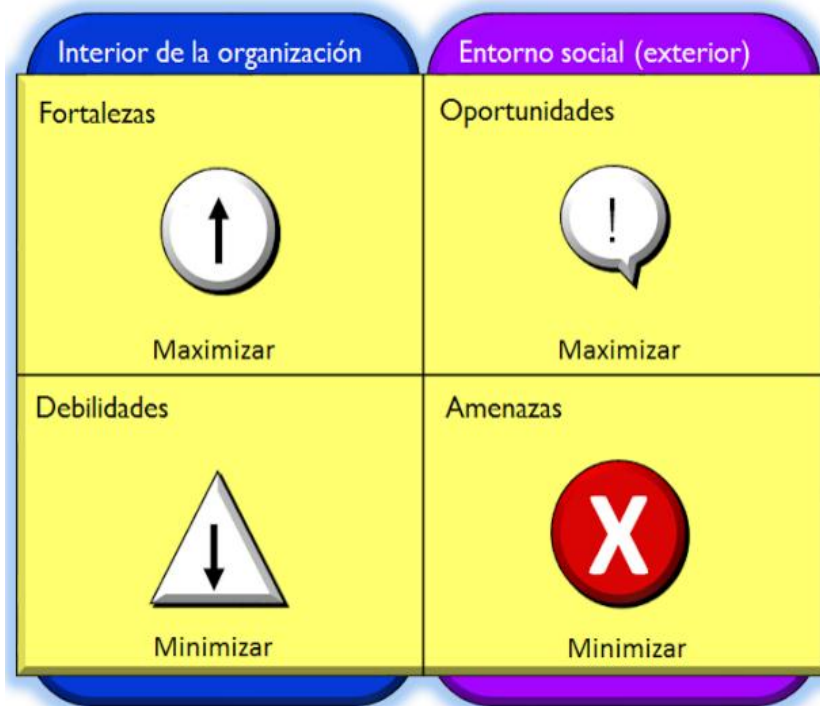 Interior de la organización
Entorno social (exterior)
Fortalezas
Oportunidades
!
Maximizar
Maximizar
Debilidades
Amenazas
X
Minimizar
Minimizar